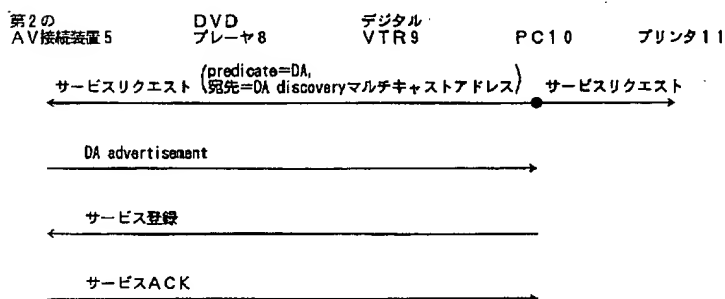 第2の
AV接続装置5
DVD
プレーヤ8
デジタル
VTR9
PC10
プリンタ11
サービスリクエスト (predicate=DA, 宛先=DA discoveryマルチキャストアドレス)
サービスリクエスト
DA advertisement
サービス登録
サービスACK